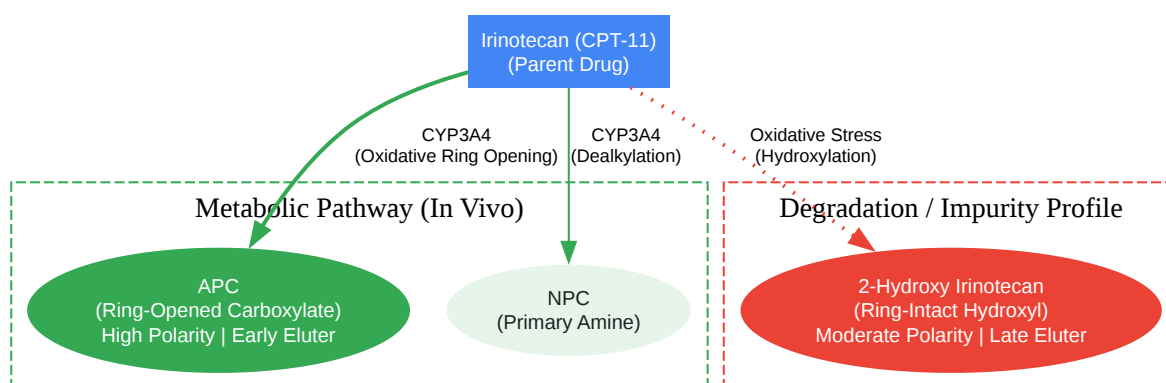 Irinotecan (CPT-11)
(Parent Drug)
CYP3A4
(Oxidative Ring Opening)
CYP3A4
(Dealkylation)
Oxidative Stress
(Hydroxylation)
Metabolic Pathway (In Vivo)
Degradation / Impurity Profile
APC
(Ring-Opened Carboxylate)
High Polarity | Early Eluter
NPC
(Primary Amine)
2-Hydroxy Irinotecan
(Ring-Intact Hydroxyl)
Moderate Polarity | Late Eluter